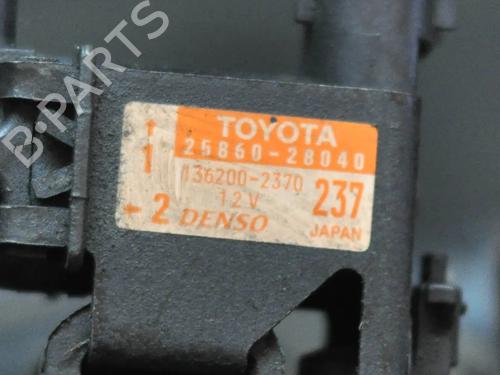 B-PARTS
TOYOTA
25860-28040
136200-2370
12V
237
1
2 DENSO
JAPAN